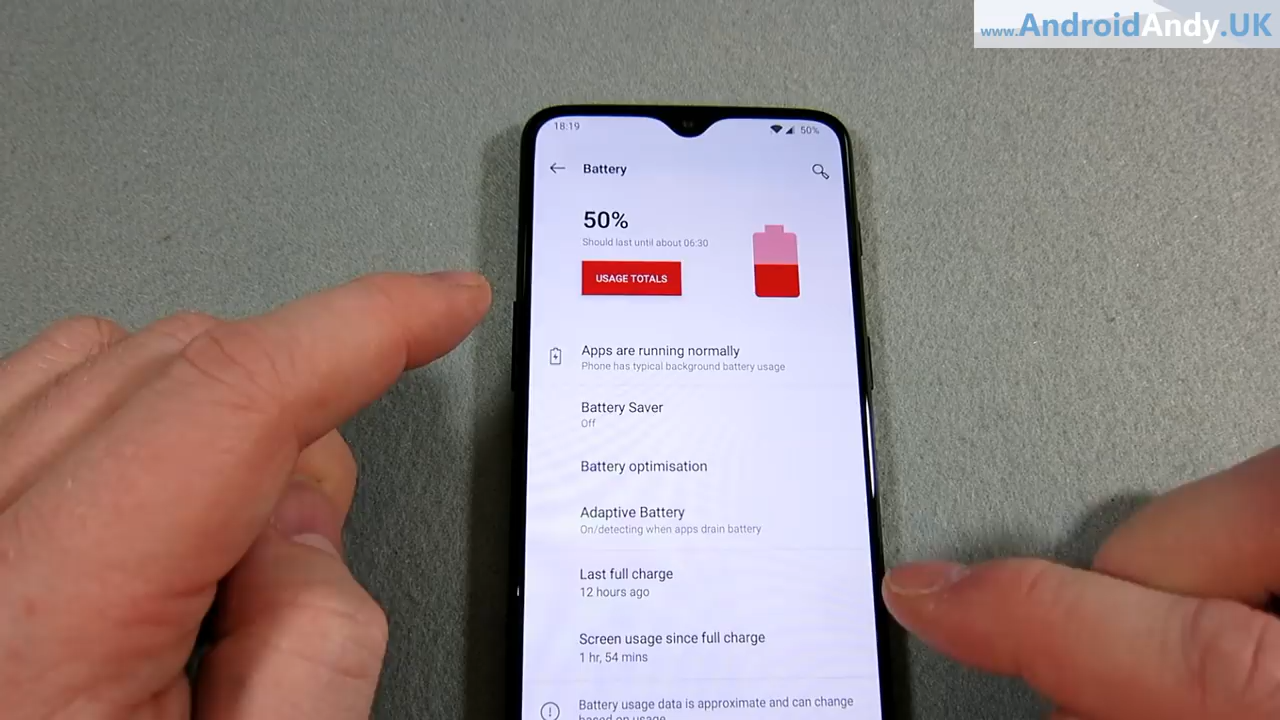 www.AndroidAndy.UK
18:19
50%
Battery
50%
Should last until about 06:30
USAGE TOTALS
Apps are running normally
Phone has typical background battery usage
Battery Saver
Off
Battery optimisation
Adaptive Battery
On/detecting when apps drain battery
Last full charge
12 hours ago
Screen usage since full charge
1 hr, 54 mins
Battery usage data is approximate and can change
based on usage